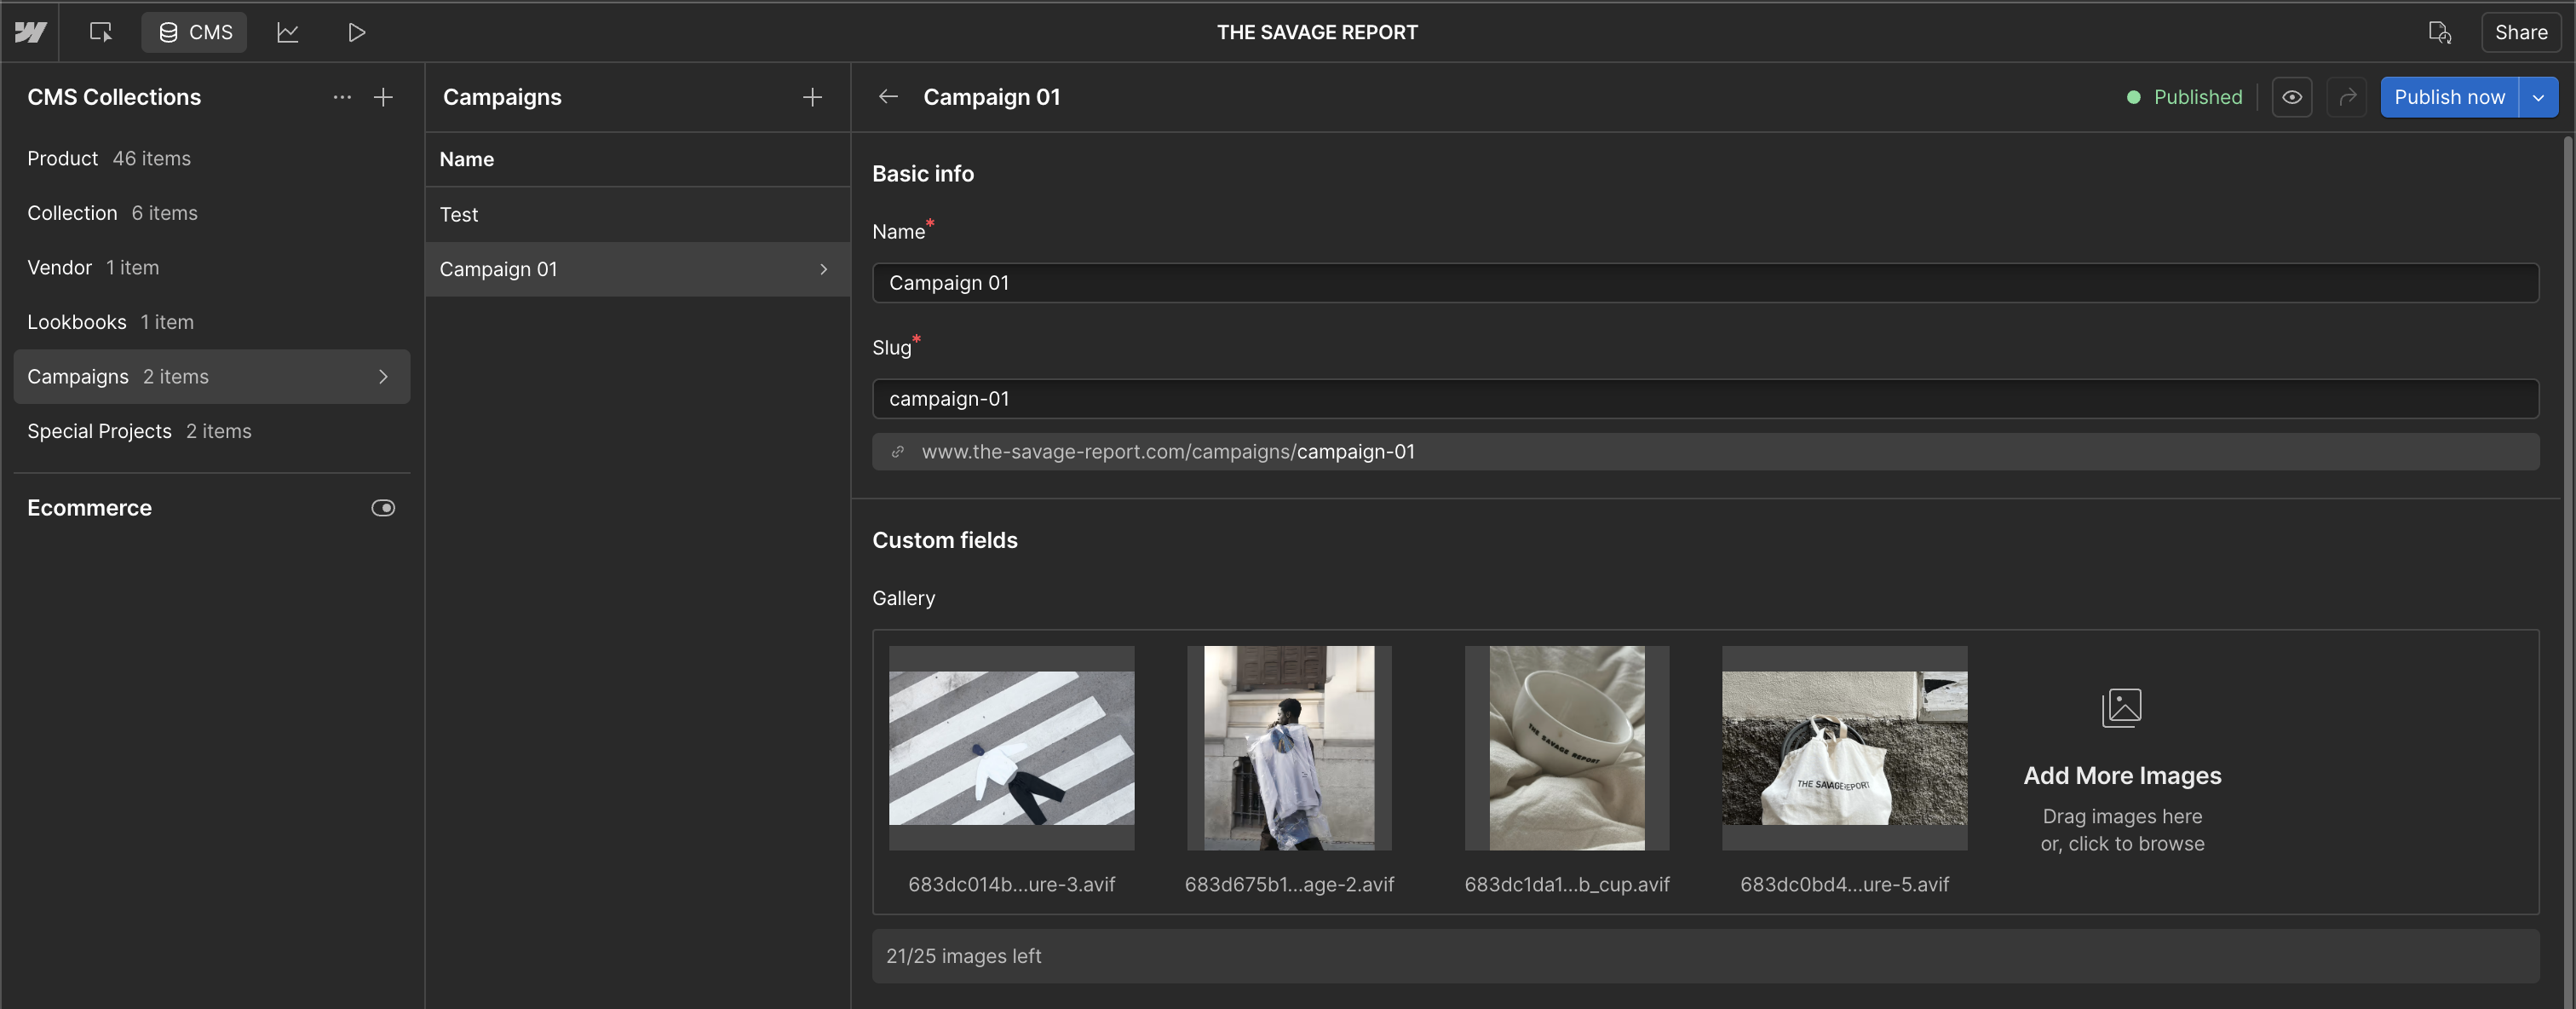 CMS
THE SAVAGE REPORT
Share
CMS Collections
Product 46 items
Collection 6 items
Vendor 1 item
Lookbooks 1 item
Campaigns 2 items
Special Projects 2 items
Ecommerce
Campaigns
Name
Test
Campaign 01
Campaign 01
Published
Publish now
Basic info
Name*
Campaign 01
Slug*
campaign-01
www.the-savage-report.com/campaigns/campaign-01
Custom fields
Gallery
THE SAVAGE REPORT
THE SAVAGE REPORT
683dc014b...ure-3.avif
683d675b1...age-2.avif
683dc1da1...b_cup.avif
683dc0bd4...ure-5.avif
Add More Images
Drag images here
or, click to browse
21/25 images left